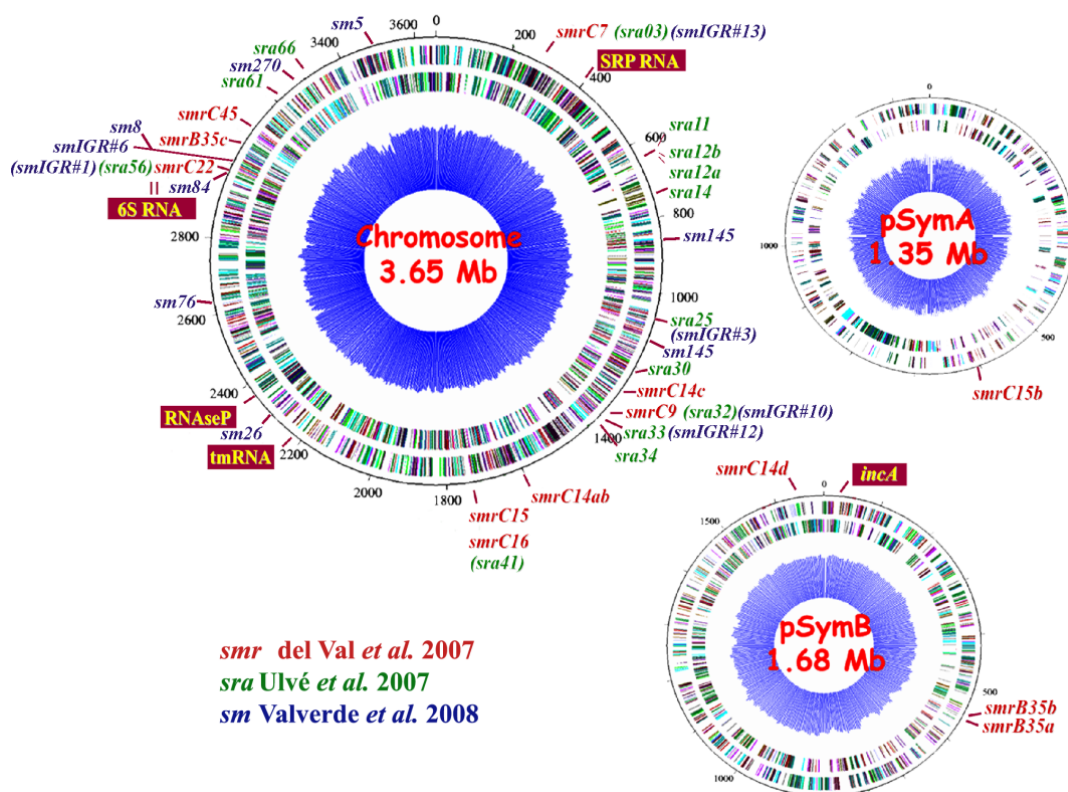 0
200
smrC7 (sra03)(smIGR#13)
SRP RNA
400
sra11
600
sra12b
sra12a
sra14
800
sm145
1000
sra25
(smIGR#3)
sm145
sra30
smrC14c
smrC9 (sra32)(smIGR#10)
sra33 (smIGR#12)
1400
sra34
smrC14ab
smrC15
smrC16
(sra41)
1800
2000
2200
tmRNA
sm26
RNAseP
2400
2600
sm76
2800
6S RNA
=
sm84
(smIGR#1)(sra56)smrC22
smIGR#6
sm8
smrB35c
smrC45
sra61
sm270
sra66
3400
sm5
3600
Chromosome
3.65 Mb
0
pSymA
1.35 Mb
500
1000
smrC15b
smrC14d
0
incA
pSymB
1.68 Mb
500
smrB35b
smrB35a
1000
1500
smr del Val et al. 2007
sra Ulvé et al. 2007
sm Valverde et al. 2008